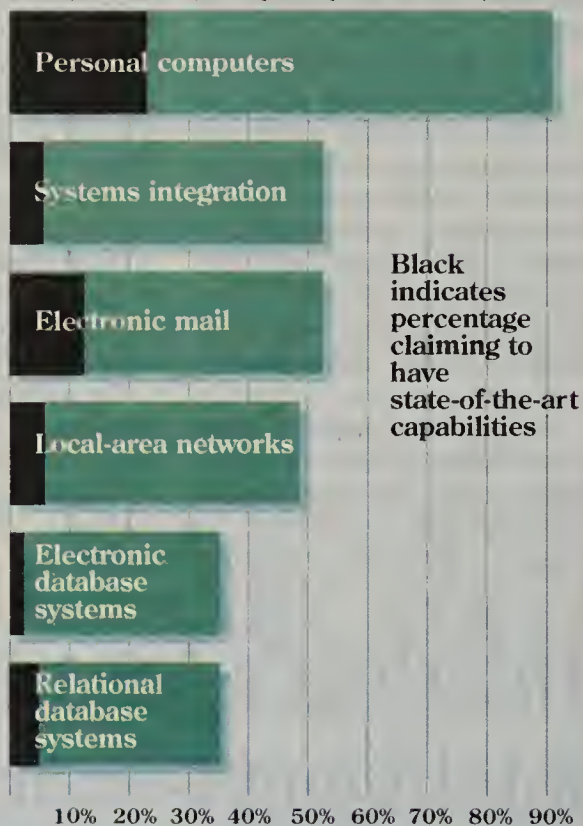 Personal computers
Systems integration
Electronic mail
Black
indicates
percentage
claiming to
have
state-of-the-art
capabilities
Local-area networks
Electronic
database
systems
Relational
database
systems
10% 20% 30% 40% 50% 60% 70% 80% 90%